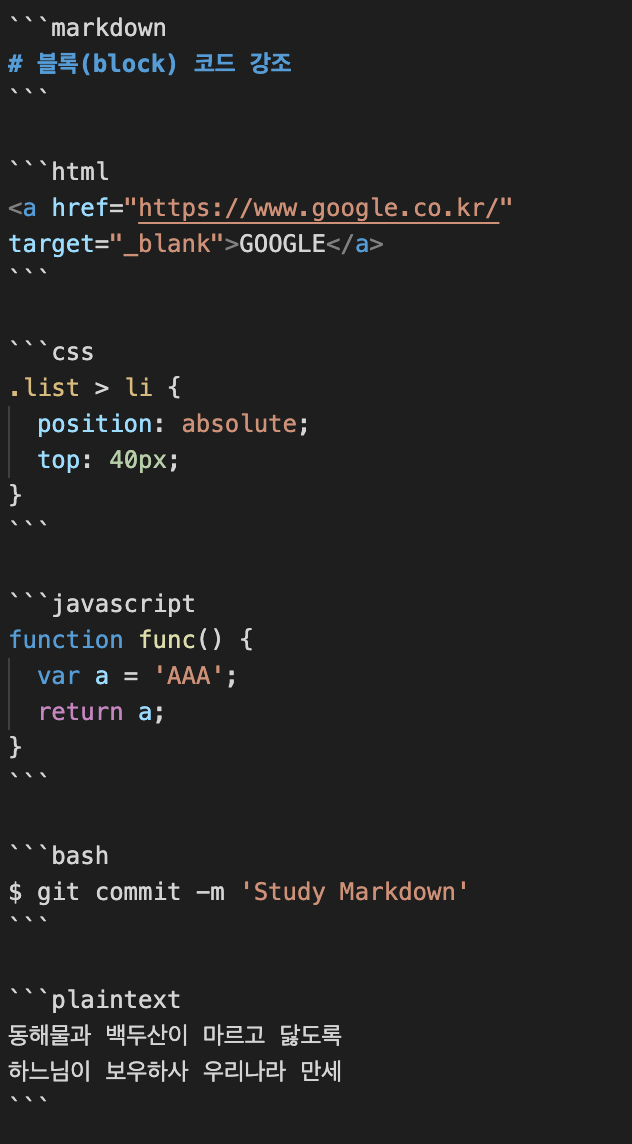 ```markdown
# 블록(block) 코드 강조
```

```html
<a href="https://www.google.co.kr/"
target="_blank">GOOGLE</a>
```

```css
.list > li {
  position: absolute;
  top: 40px;
}
```

```javascript
function func() {
  var a = 'AAA';
  return a;
}
```

```bash
$ git commit -m 'Study Markdown'
```

```plaintext
동해물과 백두산이 마르고 닳도록
하느님이 보우하사 우리나라 만세
```